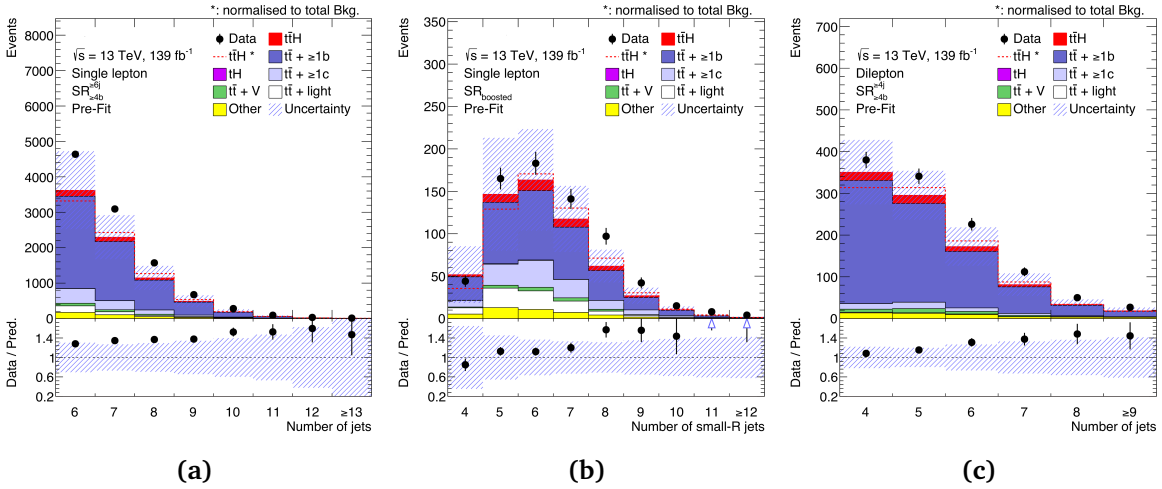 *: normalised to total Bkg.
Events
8000
7000
6000
5000
4000
3000
2000
1000
0
√s = 13 TeV, 139 fb⁻¹
Single lepton
SR≥6j≥4b
Pre-Fit
Data
tt̄H *
tH
tt̄ + V
Other
tt̄H
tt̄ + ≥1b
tt̄ + ≥1c
tt̄ + light
Uncertainty
Data / Pred.
1.4
1
0.6
0.2
6 7 8 9 10 11 12 ≥13
Number of jets
(a)
*: normalised to total Bkg.
Events
350
300
250
200
150
100
50
0
√s = 13 TeV, 139 fb⁻¹
Single lepton
SRboosted
Pre-Fit
Data
tt̄H *
tH
tt̄ + V
Other
tt̄H
tt̄ + ≥1b
tt̄ + ≥1c
tt̄ + light
Uncertainty
Data / Pred.
1.4
1
0.6
0.2
4 5 6 7 8 9 10 11 ≥12
Number of small-R jets
(b)
*: normalised to total Bkg.
Events
700
600
500
400
300
200
100
0
√s = 13 TeV, 139 fb⁻¹
Dilepton
SR≥4j≥4b
Pre-Fit
Data
tt̄H *
tH
tt̄ + V
Other
tt̄H
tt̄ + ≥1b
tt̄ + ≥1c
tt̄ + light
Uncertainty
Data / Pred.
1.4
1
0.6
0.2
4 5 6 7 8 ≥9
Number of jets
(c)